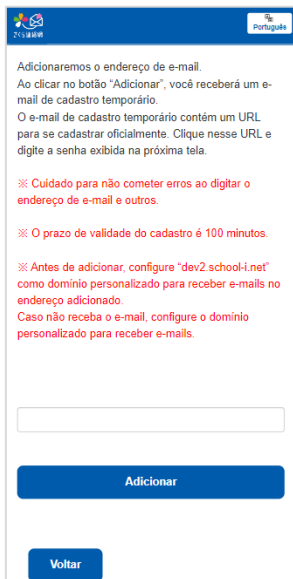 さくら連絡網
Português
Adicionaremos o endereço de e-mail.
Ao clicar no botão “Adicionar”, você receberá um e-
mail de cadastro temporário.
O e-mail de cadastro temporário contém um URL
para se cadastrar oficialmente. Clique nesse URL e
digite a senha exibida na próxima tela.
※ Cuidado para não cometer erros ao digitar o
endereço de e-mail e outros.
※ O prazo de validade do cadastro é 100 minutos.
※ Antes de adicionar, configure “dev2.school-i.net”
como domínio personalizado para receber e-mails no
endereço adicionado.
Caso não receba o e-mail, configure o domínio
personalizado para receber e-mails.
Adicionar
Voltar